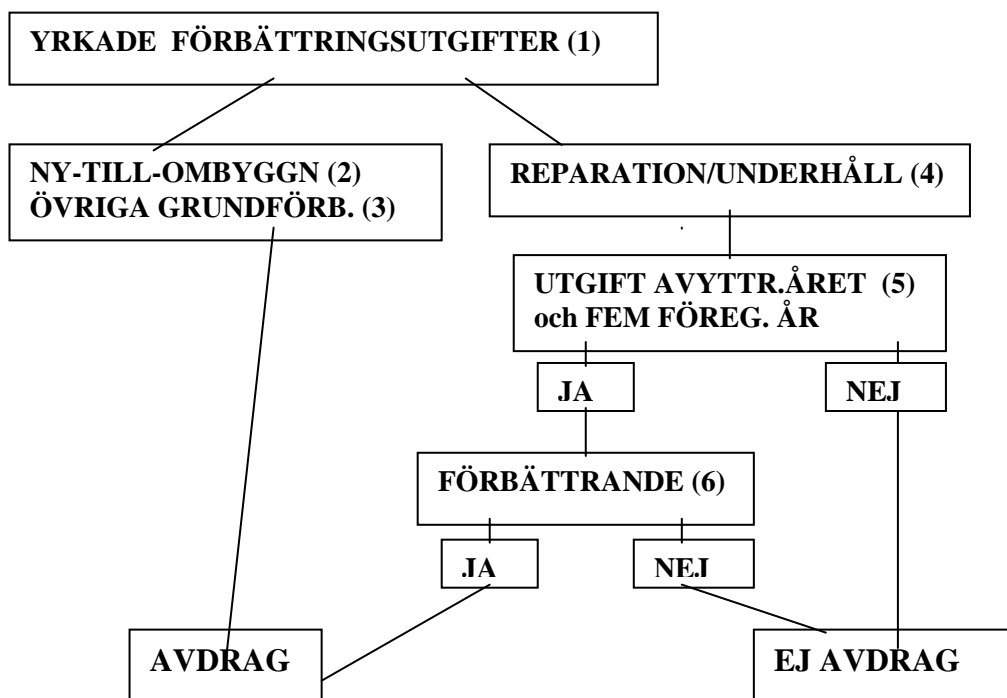 YRKADE FÖRBÄTTRINGSUTGIFTER (1)
NY-TILL-OMBYGGN (2)
ÖVRIGA GRUNDFÖRB. (3)
REPARATION/UNDERHÅLL (4)
UTGIFT AVYTTR.ÅRET (5)
och FEM FÖREG. ÅR
JA
NEJ
FÖRBÄTTRANDE (6)
JA
NEJ
AVDRAG
EJ AVDRAG